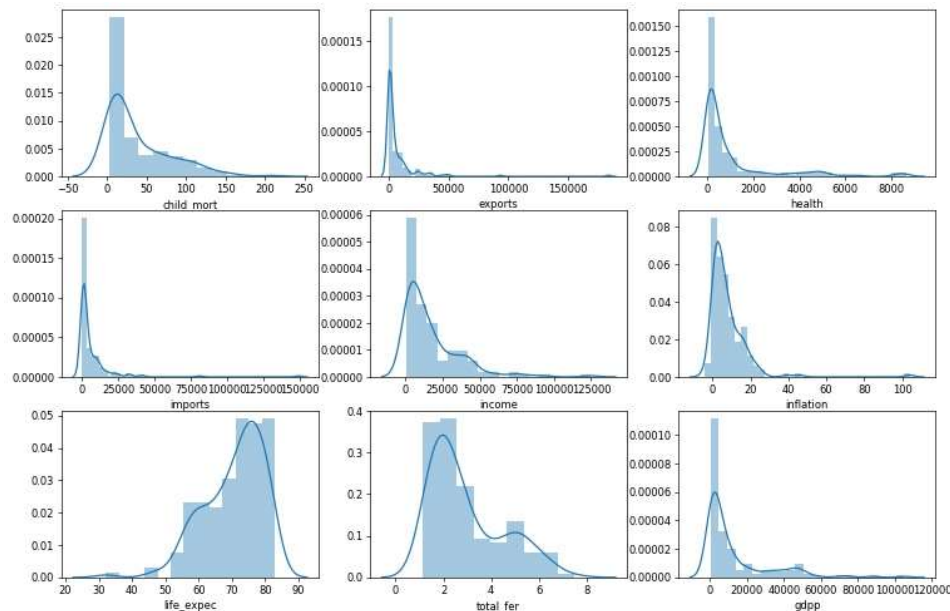 0.025
0.020
0.015
0.010
0.005
0.000
-50 0 50 100 150 200 250
child_mort
0.00015
0.00010
0.00005
0.00000
0 50000 100000 150000
exports
0.00150
0.00125
0.00100
0.00075
0.00050
0.00025
0.00000
0 2000 4000 6000 8000
health
0.00020
0.00015
0.00010
0.00005
0.00000
0 25000 50000 75000 100000 125000 150000
imports
0.00006
0.00005
0.00004
0.00003
0.00002
0.00001
0.00000
0 25000 50000 75000 100000 125000
income
0.08
0.06
0.04
0.02
0.00
0 20 40 60 80 100
inflation
0.05
0.04
0.03
0.02
0.01
0.00
20 30 40 50 60 70 80 90
life_expec
0.4
0.3
0.2
0.1
0.0
0 2 4 6 8
total_fer
0.00010
0.00008
0.00006
0.00004
0.00002
0.00000
0 20000 40000 60000 80000 100000 120000
gdpp